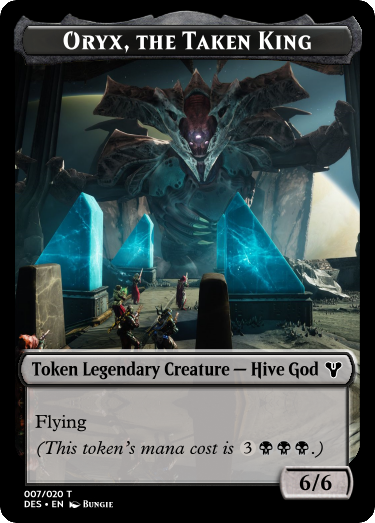 Oryx, the Taken King
Token Legendary Creature — Hive God
Flying
(This token's mana cost is 3.)
6/6
007/020 T
DES • EN Bungie